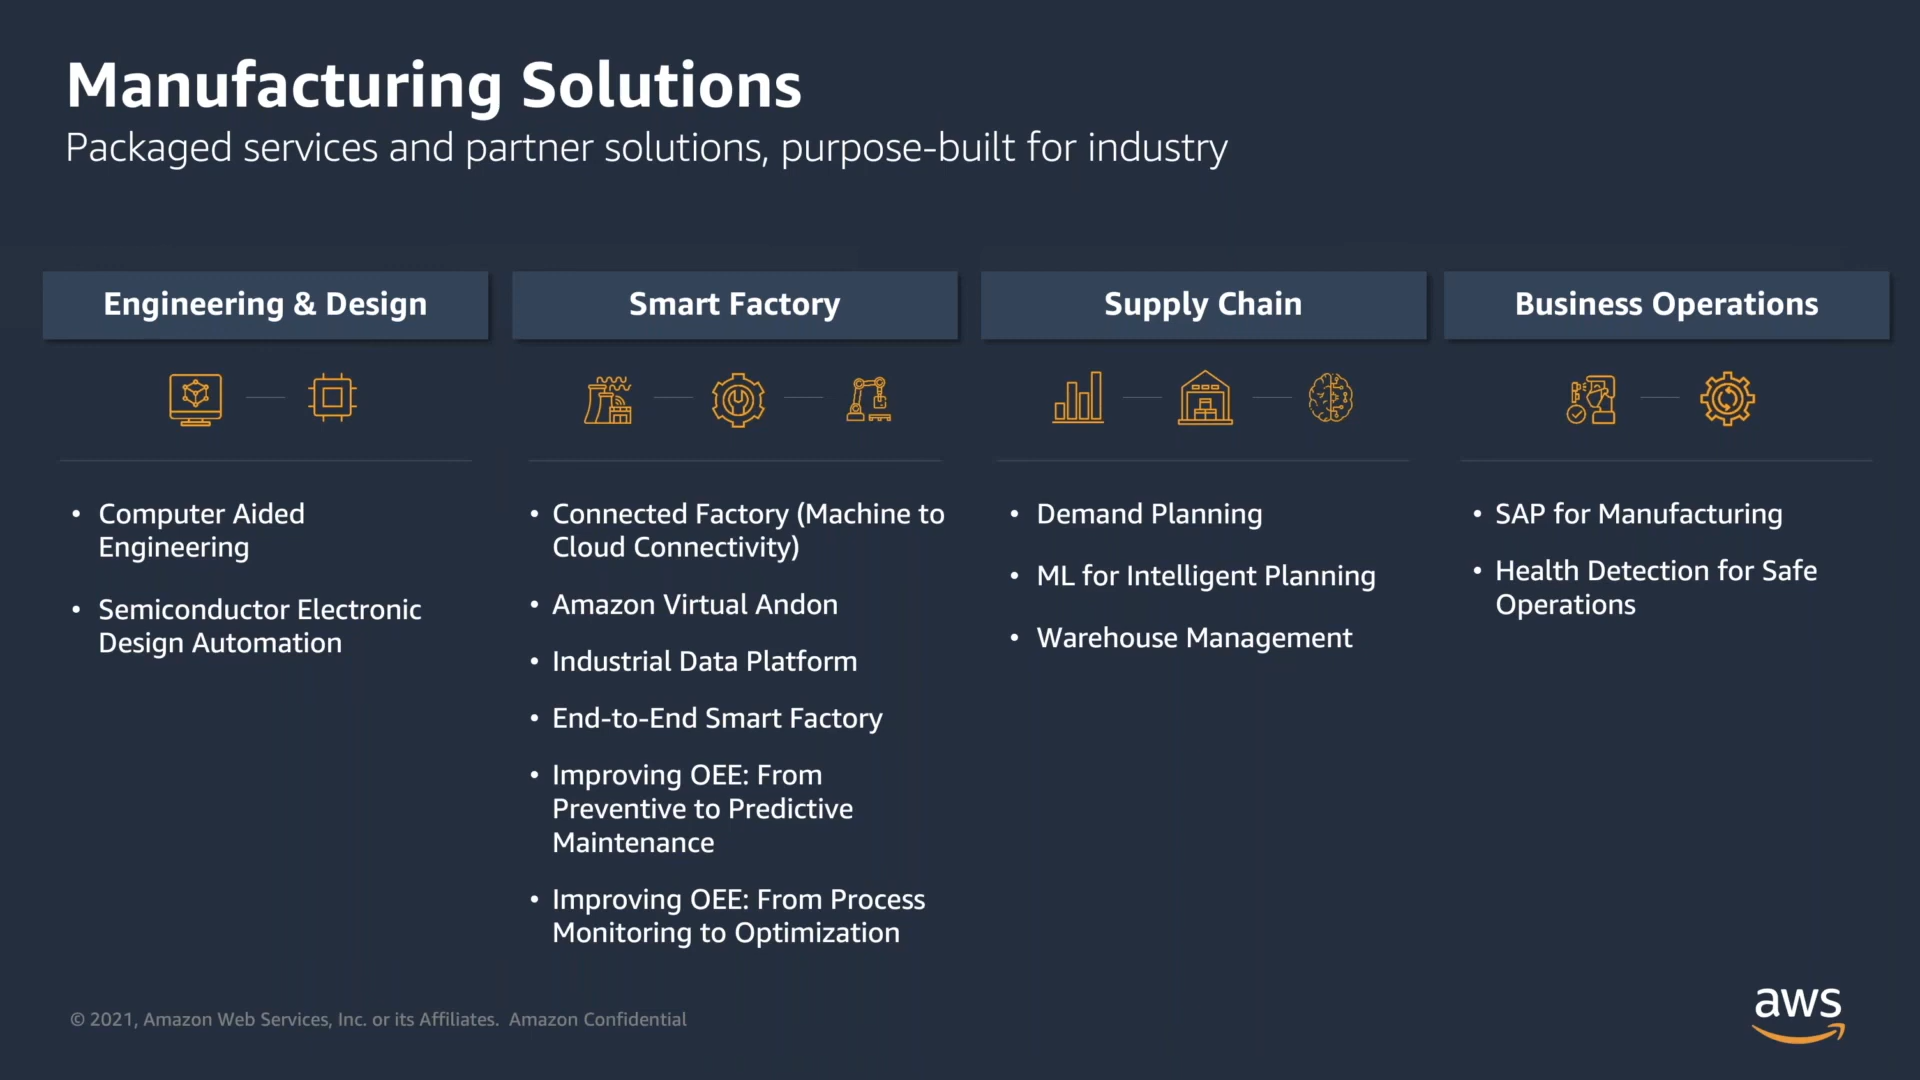 Manufacturing Solutions
Packaged services and partner solutions, purpose-built for industry
Engineering & Design
• Computer Aided
Engineering
• Semiconductor Electronic
Design Automation
Smart Factory
• Connected Factory (Machine to
Cloud Connectivity)
• Amazon Virtual Andon
• Industrial Data Platform
• End-to-End Smart Factory
• Improving OEE: From
Preventive to Predictive
Maintenance
• Improving OEE: From Process
Monitoring to Optimization
Supply Chain
• Demand Planning
• ML for Intelligent Planning
• Warehouse Management
Business Operations
• SAP for Manufacturing
• Health Detection for Safe
Operations
© 2021, Amazon Web Services, Inc. or its Affiliates. Amazon Confidential
aws